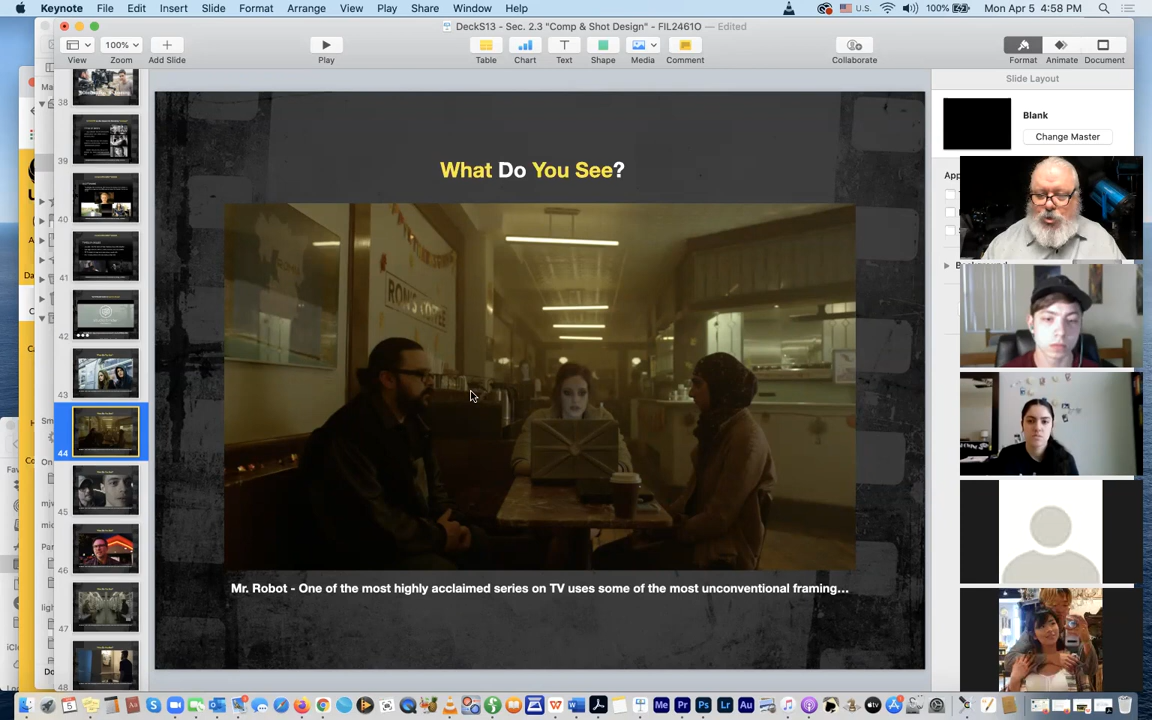 Keynote File Edit Insert Slide Format Arrange View Play Share Window Help
U.S. 100% Mon Apr 5 4:58 PM
DeckS13 - Sec. 2.3 "Comp & Shot Design" - FIL2461O — Edited
100%
View Zoom Add Slide Play Table Chart Text Shape Media Comment Collaborate Format Animate Document
Slide Layout
Blank
Change Master
38
39
40
41
42
43
44
45
46
47
48
What Do You See?
RON'S COFFEE
Mr. Robot - One of the most highly acclaimed series on TV uses some of the most unconventional framing...